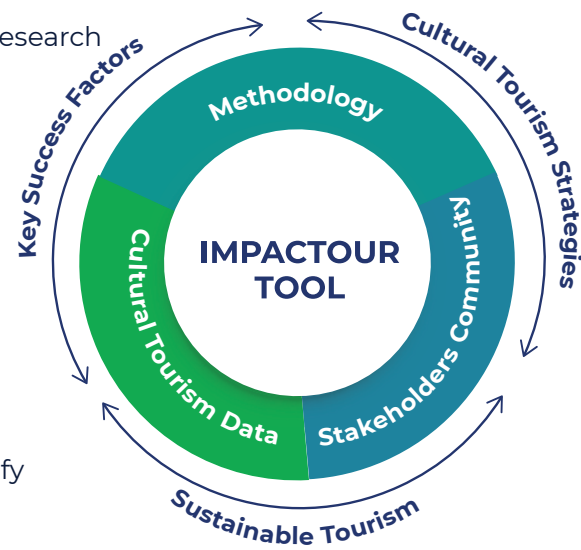 esearch
Key Success Factors
Cultural Tourism Strategies
Methodology
IMPACTOUR
TOOL
Cultural Tourism Data
Stakeholders Community
fy
Sustainable Tourism